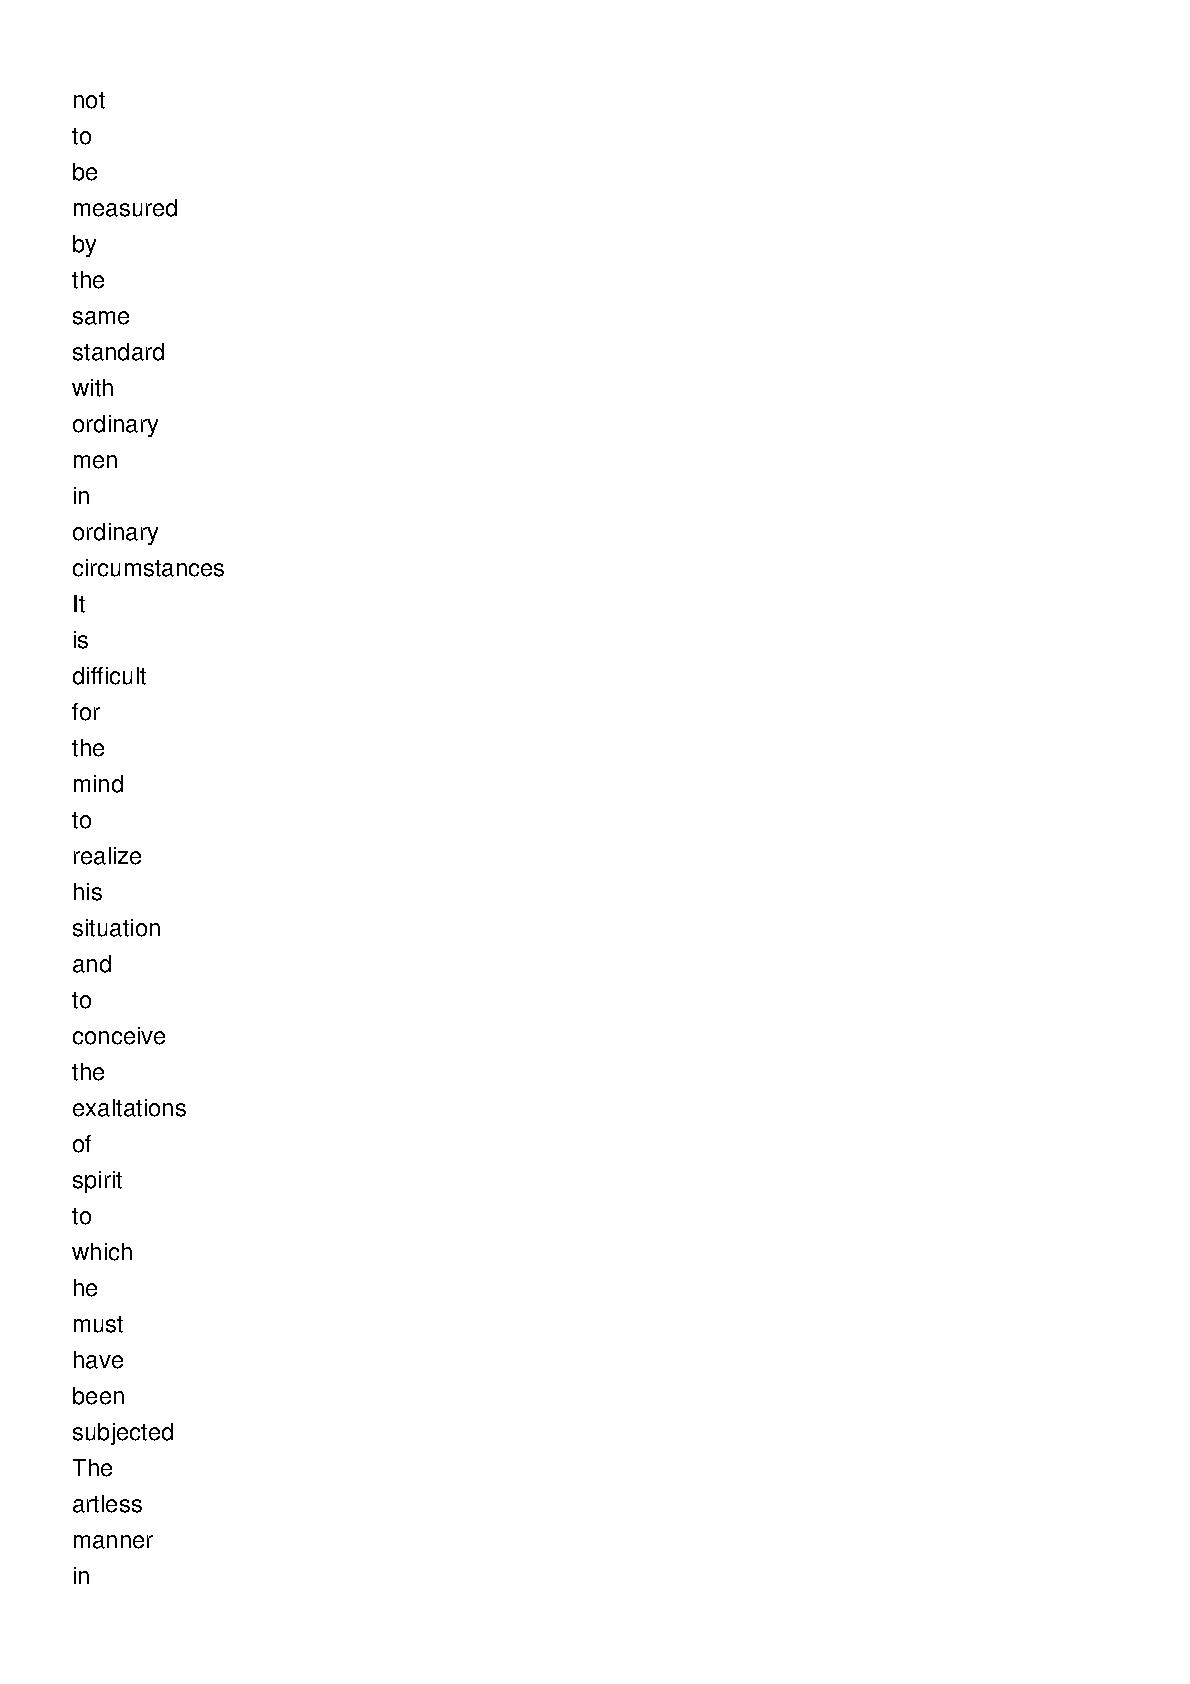 not
to
be
measured
by
the
same
standard
with
ordinary
men
in
ordinary
circumstances
It
is
difficult
for
the
mind
to
realize
his
situation
and
to
conceive
the
exaltations
of
spirit
to
which
he
must
have
been
subjected
The
artless
manner
in